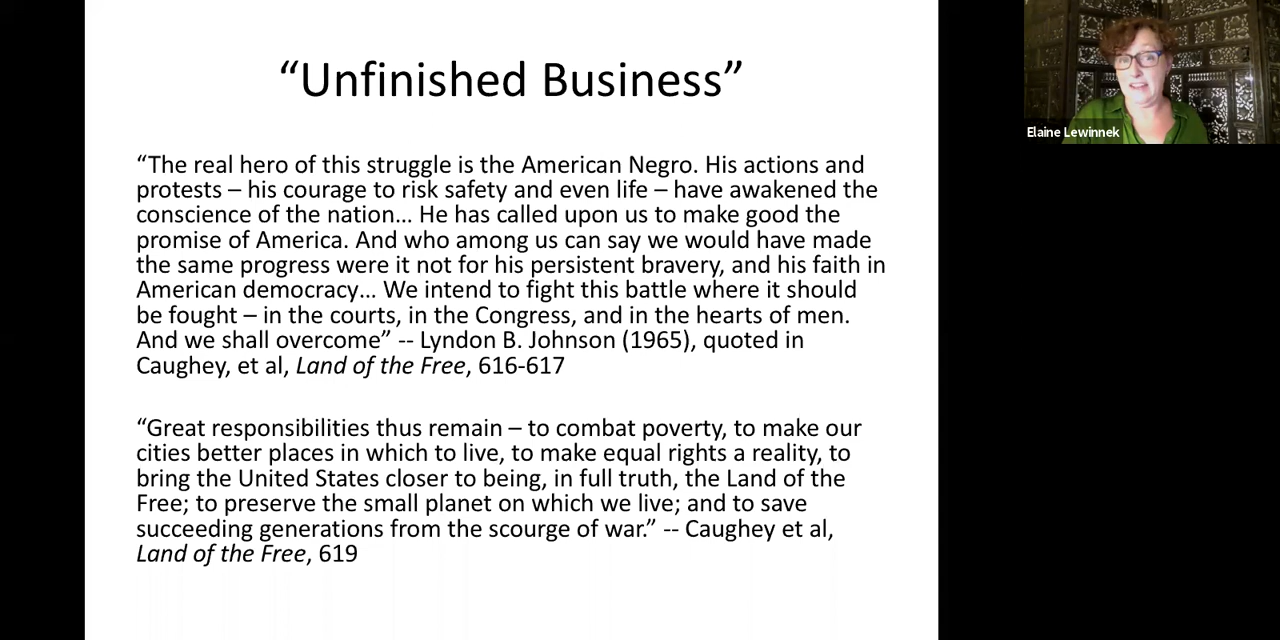 “Unfinished Business”
“The real hero of this struggle is the American Negro. His actions and
protests – his courage to risk safety and even life – have awakened the
conscience of the nation... He has called upon us to make good the
promise of America. And who among us can say we would have made
the same progress were it not for his persistent bravery, and his faith in
American democracy... We intend to fight this battle where it should
be fought – in the courts, in the Congress, and in the hearts of men.
And we shall overcome” -- Lyndon B. Johnson (1965), quoted in
Caughey, et al, Land of the Free, 616-617
“Great responsibilities thus remain – to combat poverty, to make our
cities better places in which to live, to make equal rights a reality, to
bring the United States closer to being, in full truth, the Land of the
Free; to preserve the small planet on which we live; and to save
succeeding generations from the scourge of war.” -- Caughey et al,
Land of the Free, 619
Elaine Lewinnek